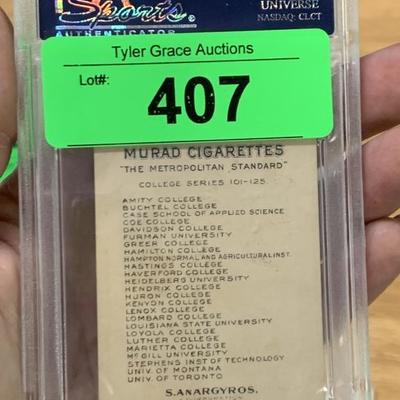 Sports
UNIVERSE
AUTHENTICATOR
NASDAQ: CLCT
Tyler Grace Auctions
Lot#:
407
MURAD CIGARETTES
"THE METROPOLITAN STANDARD"
COLLEGE SERIES 101-125.
AMITY COLLEGE
BUCHTEL COLLEGE
CASE SCHOOL OF APPLIED SCIENCE
COE COLLEGE
DAVIDSON COLLEGE
FURMAN UNIVERSITY
GREER COLLEGE
HAMILTON COLLEGE
HAMPTON NORMAL AND AGRICULTURAL INST.
HASTINGS COLLEGE
HAVERFORD COLLEGE
HEIDELBERG UNIVERSITY
HENDRIX COLLEGE
HURON COLLEGE
KENYON COLLEGE
LENOX COLLEGE
LOMBARD COLLEGE
LOUISIANA STATE UNIVERSITY
LOYOLA COLLEGE
LUTHER COLLEGE
MARIETTA COLLEGE
MC GILL UNIVERSITY
STEPHENS INST. OF TECHNOLOGY
UNIV. OF MONTANA
UNIV. OF TORONTO
S. ANARGYROS.